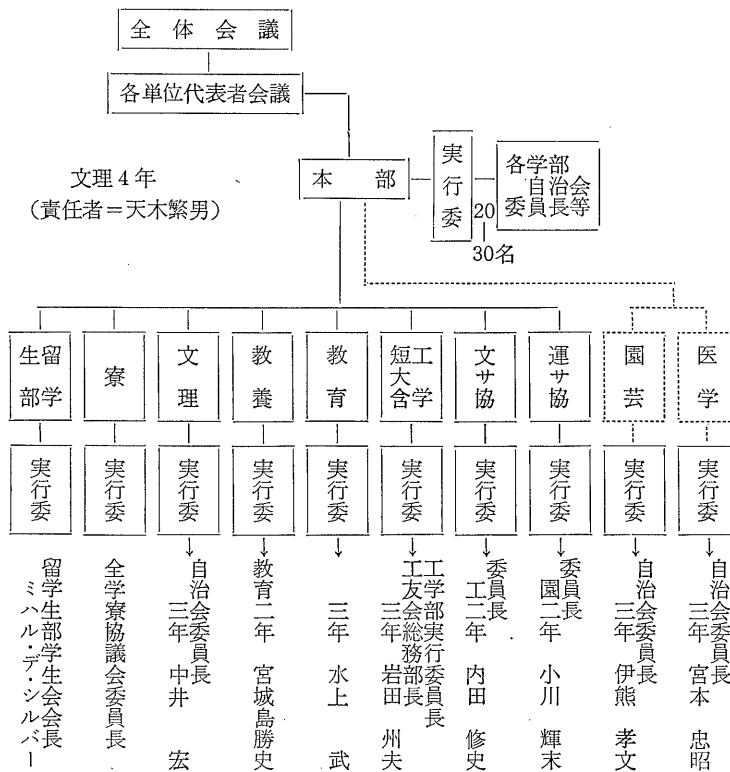 全体会議
各単位代表者会議
本部
実行委
20
|
30名
各学部
自治会
委員長等
文理4年
（責任者＝天木繁男）
留学
生部
寮
文理
教養
教育
工学
短大含
文サ協
運サ協
園芸
医学
実行委
実行委
実行委
実行委
実行委
実行委
実行委
実行委
実行委
実行委
留学生部学生会会長
ミハル・デ・シルバー
全学寮協議会委員長
自治会委員長
三年 中井 宏
教育二年 宮城島勝史
三年 水上 武
工学部実行委員長
工友会総務部長
三年 岩田 州夫
委員長
工二年 内田 修史
委員長
園二年 小川 輝末
自治会委員長
三年 伊熊 孝文
自治会委員長
三年 宮本 忠昭